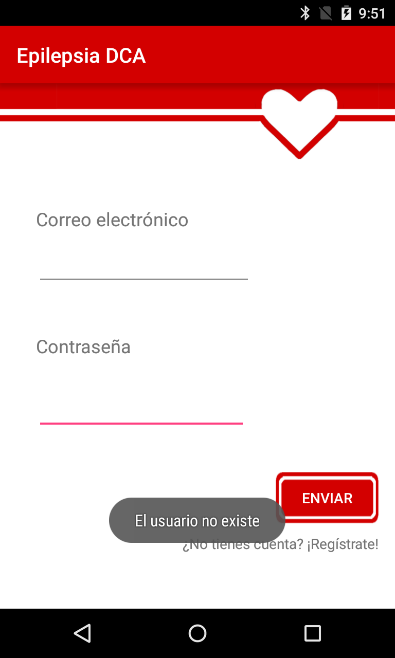 9:51
Epilepsia DCA
Correo electrónico
Contraseña
ENVIAR
El usuario no existe
¿No tienes cuenta? ¡Regístrate!